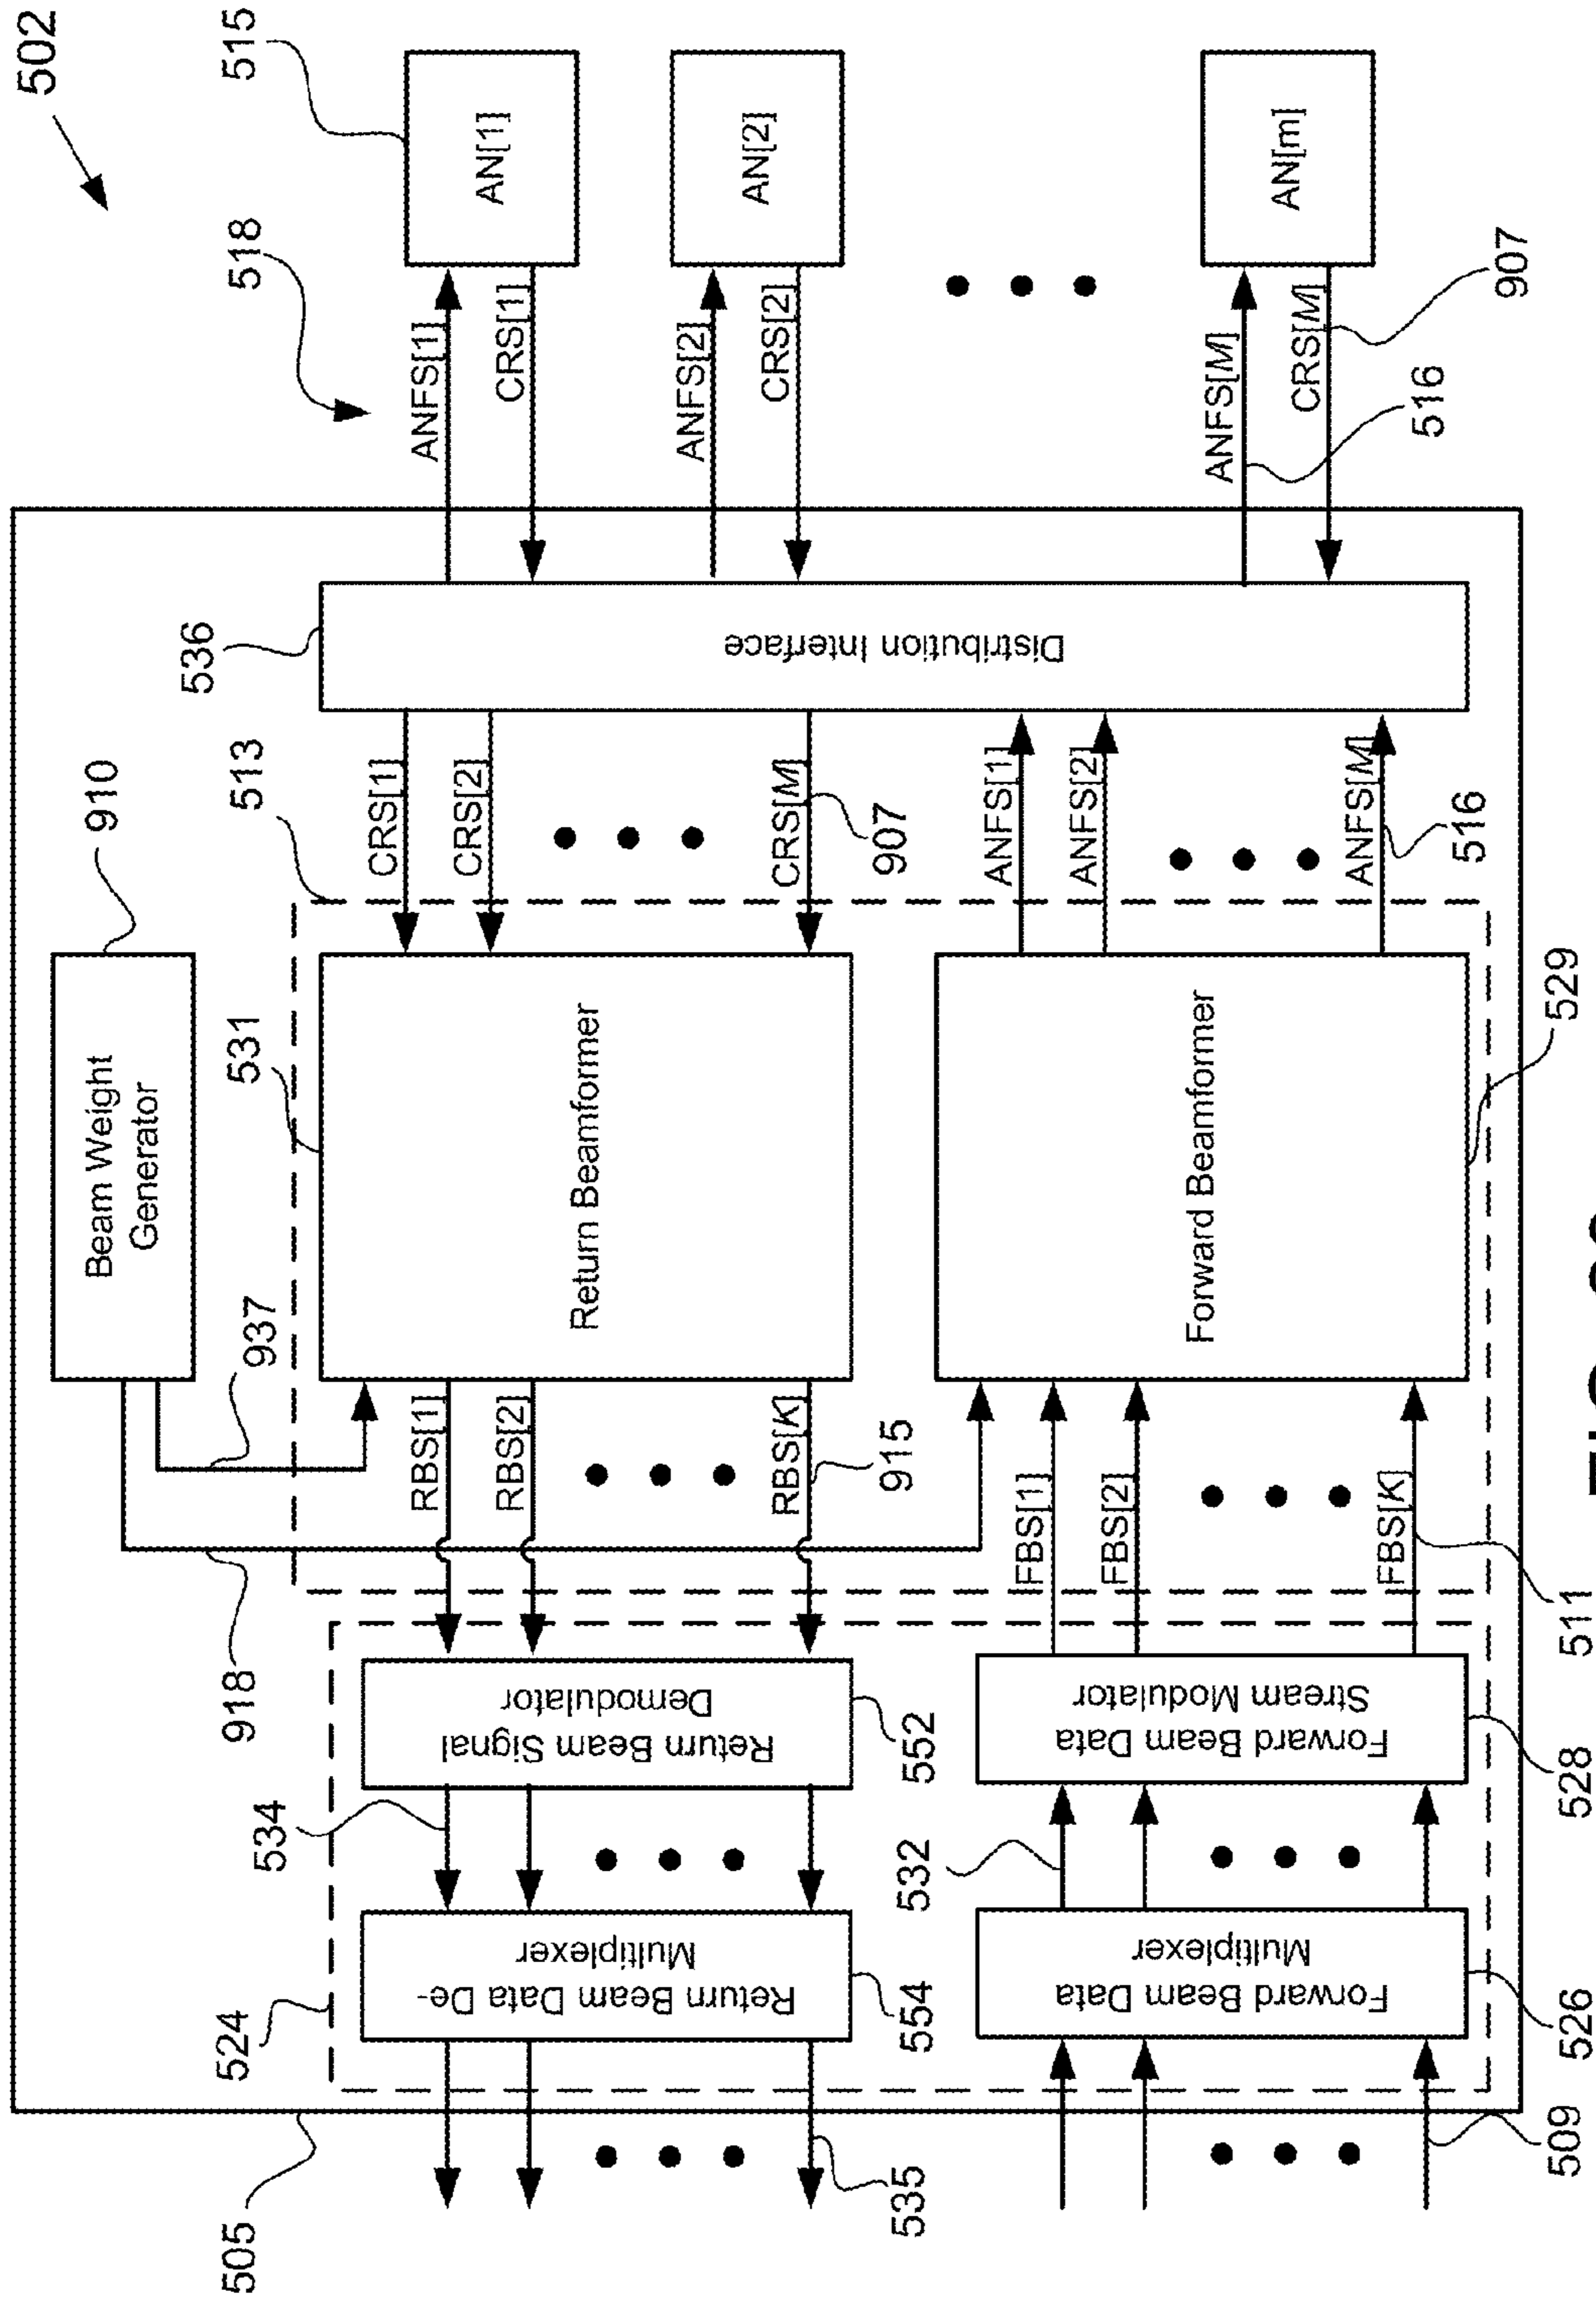 502
910
Beam Weight
Generator
505
524
918
937
531
513
536
518
515
534
RBS[1]
RBS[2]
RBS[K]
915
Return Beam Data De-
Multiplexer
554
Return Beam Signal
Demodulator
552
535
Return Beamformer
CRS[1]
CRS[2]
CRS[M]
907
Distribution Interface
ANFS[1]
CRS[1]
AN[1]
ANFS[2]
CRS[2]
AN[2]
ANFS[M]
CRS[M]
AN[m]
516
907
532
Forward Beam Data
Multiplexer
Forward Beam Data
Stream Modulator
FBS[1]
FBS[2]
FBS[K]
Forward Beamformer
ANFS[1]
ANFS[2]
ANFS[M]
516
509
526
528
511
529